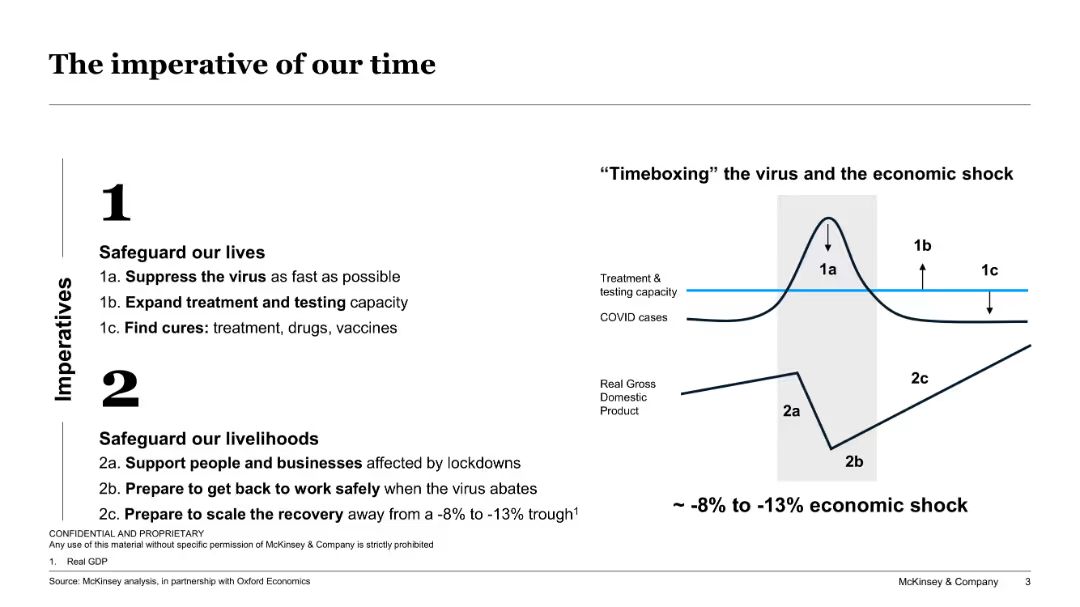 The imperative of our time
Imperatives
1
Safeguard our lives
1a. Suppress the virus as fast as possible
1b. Expand treatment and testing capacity
1c. Find cures: treatment, drugs, vaccines
2
Safeguard our livelihoods
2a. Support people and businesses affected by lockdowns
2b. Prepare to get back to work safely when the virus abates
2c. Prepare to scale the recovery away from a -8% to -13% trough1
“Timeboxing” the virus and the economic shock
1a
1b
1c
Treatment &
testing capacity
COVID cases
Real Gross
Domestic
Product
2a
2b
2c
~ -8% to -13% economic shock
CONFIDENTIAL AND PROPRIETARY
Any use of this material without specific permission of McKinsey & Company is strictly prohibited
1. Real GDP
Source: McKinsey analysis, in partnership with Oxford Economics
McKinsey & Company 3